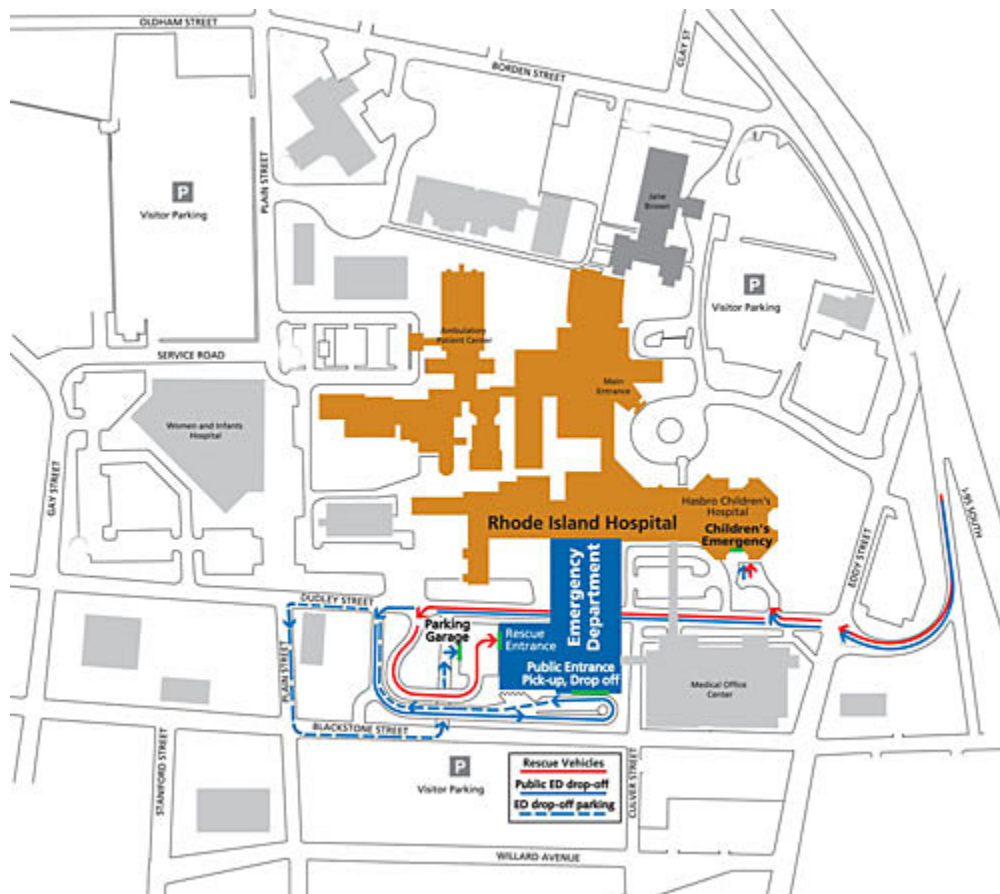 OLDHAM STREET
CLAY ST
BORDEN STREET
PLAIN STREET
P
Visitor Parking
Jane
Brown
P
Visitor Parking
Ambulatory
Patient Center
SERVICE ROAD
Main
Entrance
Women and Infants
Hospital
GAY STREET
Hasbro Children's
Hospital
Rhode Island Hospital
Children's
Emergency
I-95 SOUTH
EDDY STREET
Emergency
Department
DUDLEY STREET
Parking
Garage
Rescue
Entrance
Public Entrance
Pick-up, Drop off
PLAIN STREET
Medical Office
Center
BLACKSTONE STREET
STANIFORD STREET
P
Visitor Parking
Rescue Vehicles
Public ED drop-off
ED drop-off parking
CULVER STREET
WILLARD AVENUE